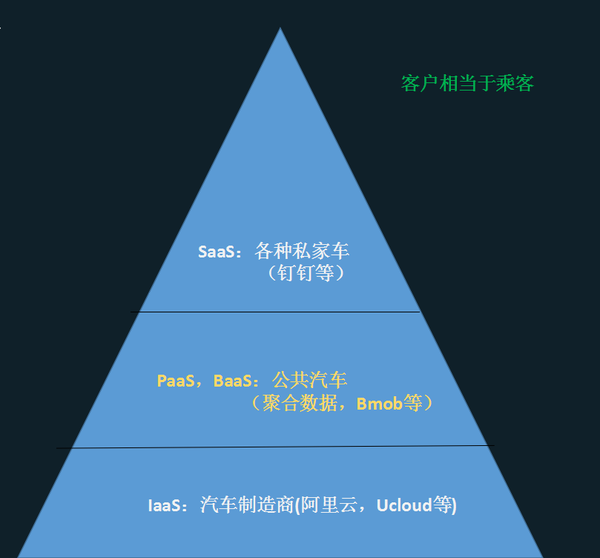 客户相当于乘客
SaaS：各种私家车
（钉钉等）
PaaS，BaaS：公共汽车
（聚合数据，Bmob等）
IaaS：汽车制造商(阿里云，Ucloud等)